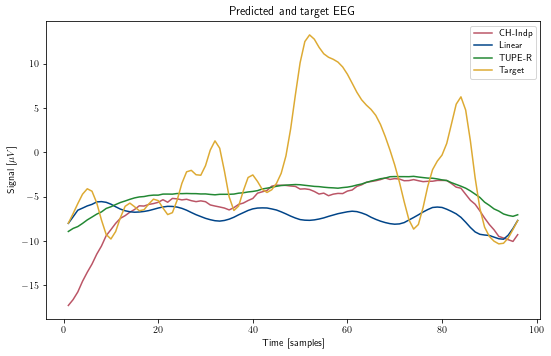 Predicted and target EEG
CH-Indp
Linear
TUPE-R
Target
Signal [μV]
10
5
0
−5
−10
−15
0 20 40 60 80 100
Time [samples]